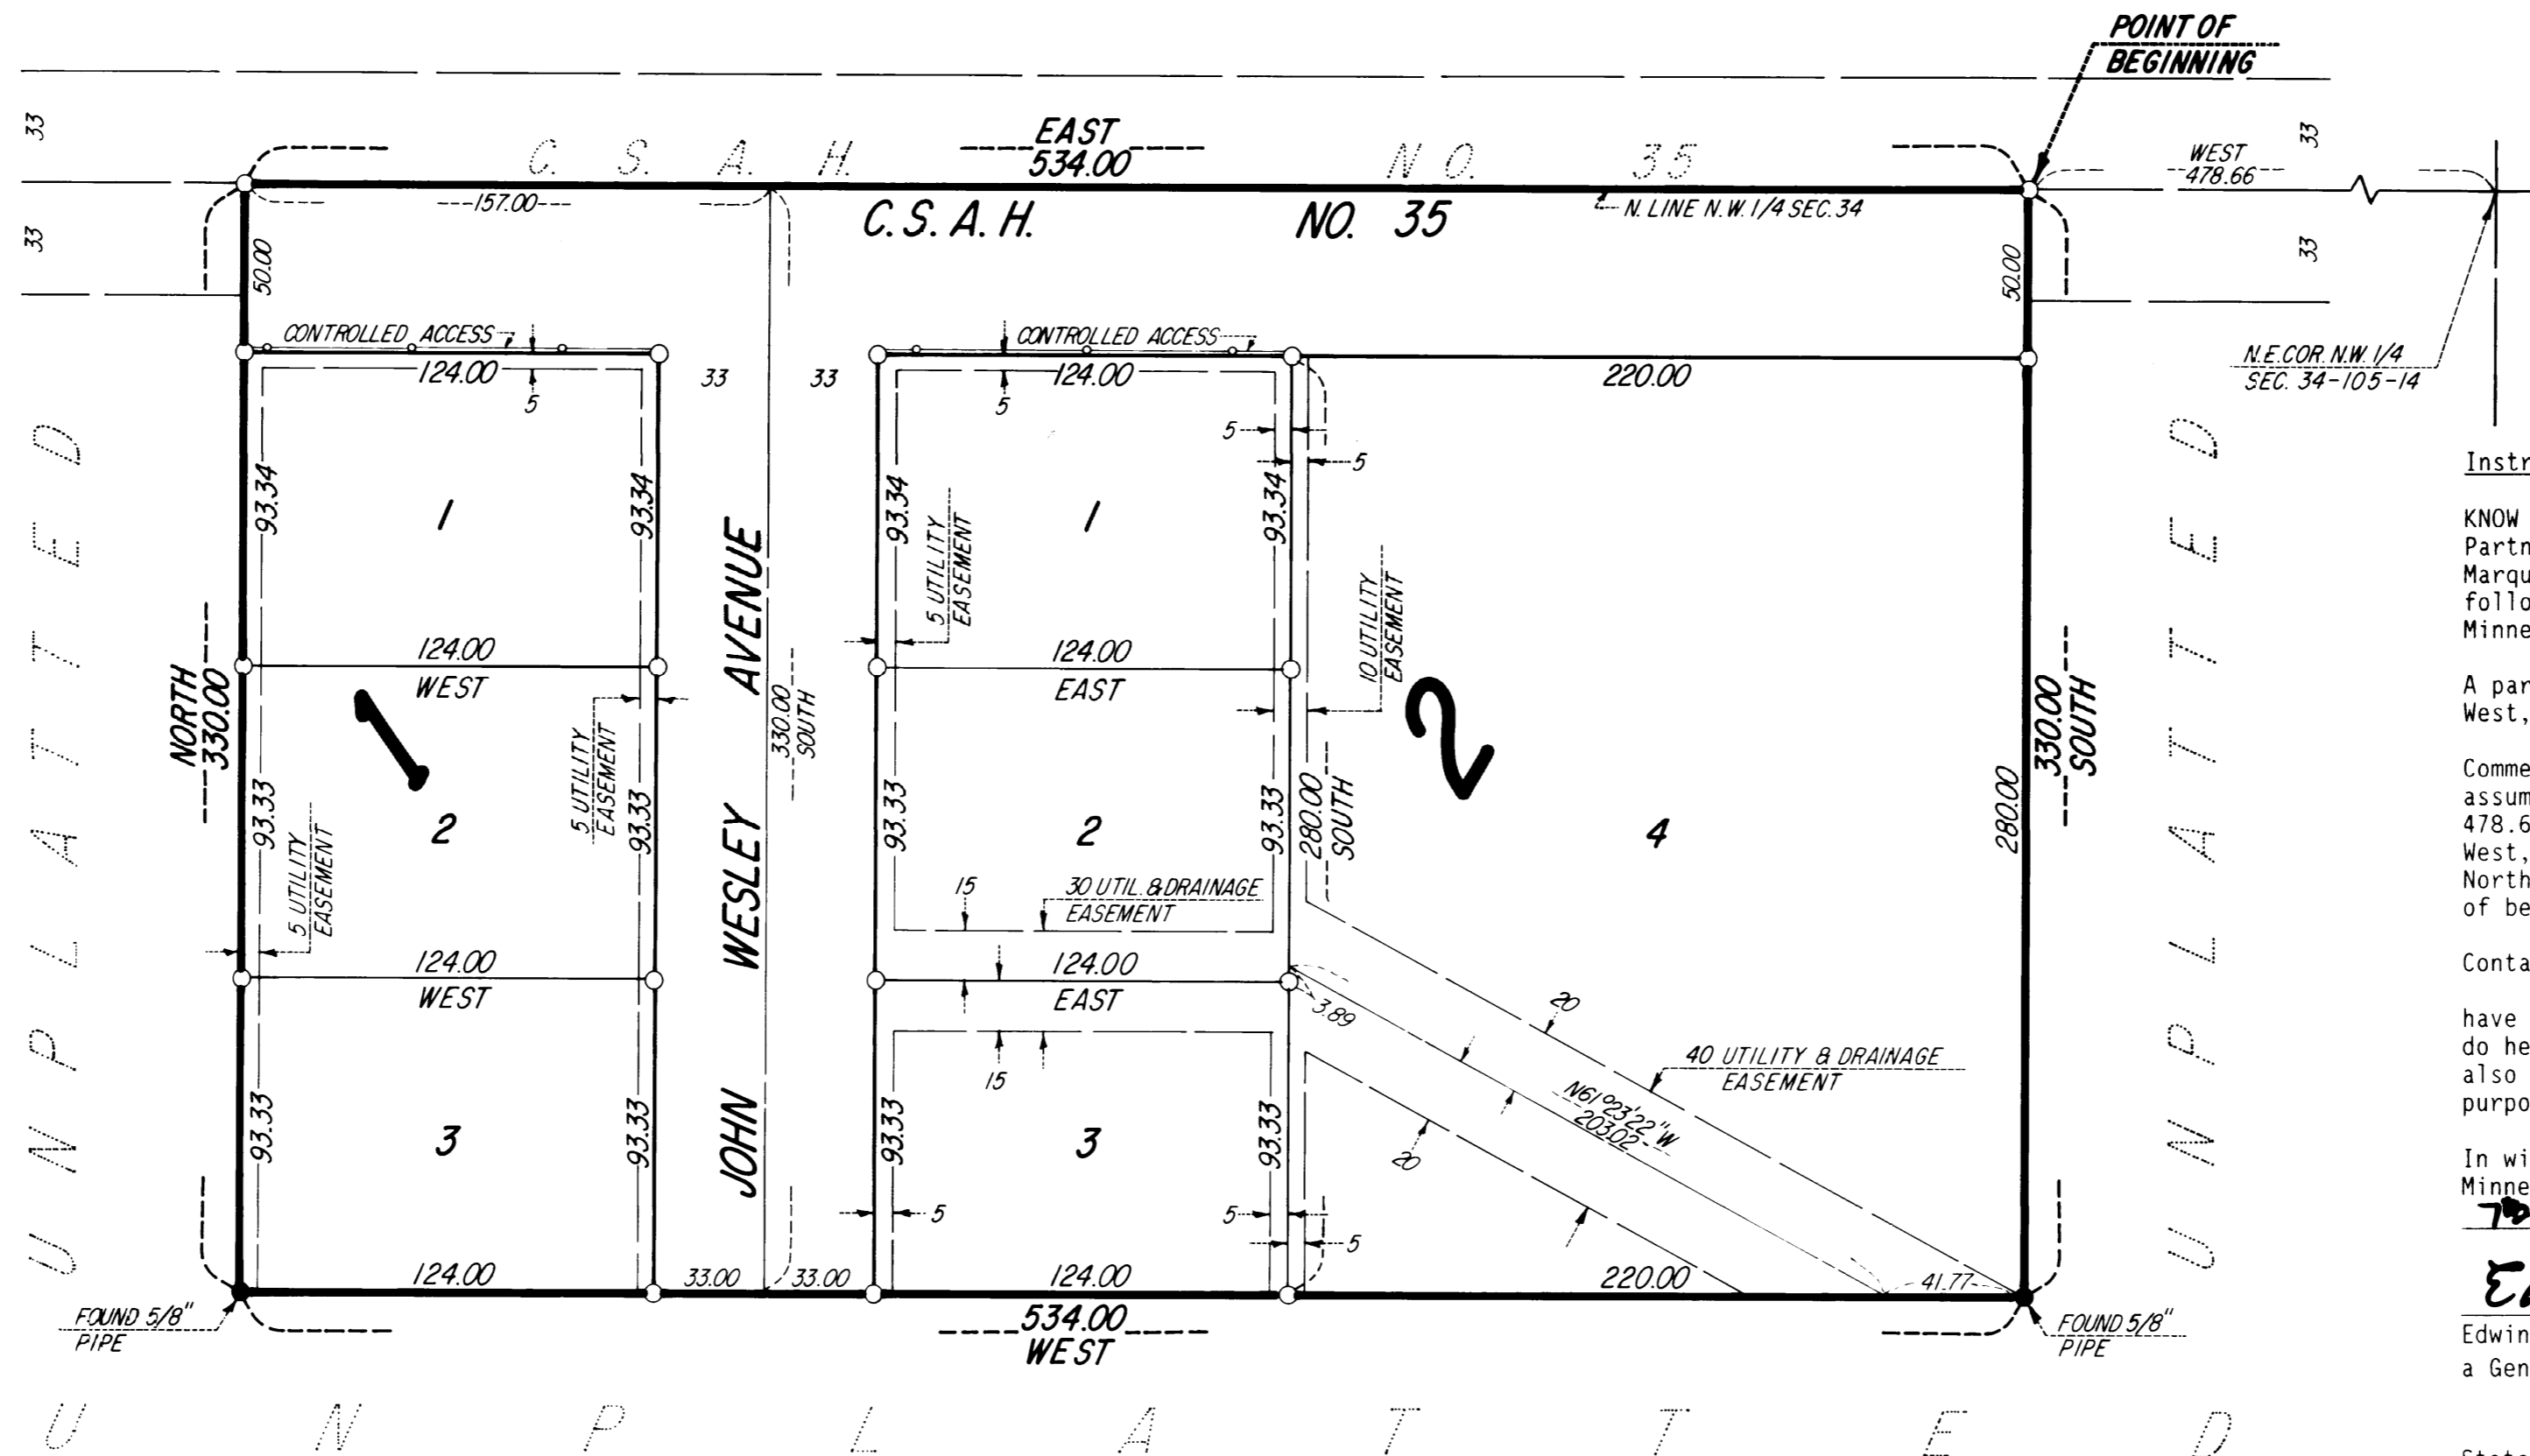 POINT OF
BEGINNING
33
C. S. A. H. NO. 35
EAST
534.00
33
WEST
478.66
157.00
C. S. A. H. NO. 35
N. LINE N.W. 1/4 SEC. 34
33
50.00
50.00
33
CONTROLLED ACCESS
CONTROLLED ACCESS
N.E. COR. N.W. 1/4
SEC. 34-105-14
124.00
33
33
124.00
220.00
5
5
5
5
93.34
1
93.34
93.34
1
93.34
5 UTILITY
EASEMENT
10 UTILITY
EASEMENT
124.00
WEST
124.00
EAST
NORTH
330.00
1
5 UTILITY
EASEMENT
330.00
SOUTH
2
330.00
SOUTH
280.00
93.33
2
93.33
93.33
2
93.33
280.00
SOUTH
4
5 UTILITY
EASEMENT
15
30 UTIL. & DRAINAGE
EASEMENT
124.00
WEST
124.00
EAST
3.89
20
15
40 UTILITY & DRAINAGE
EASEMENT
N61°23'22"W
203.02
20
93.33
3
93.33
93.33
3
93.33
JOHN WESLEY AVENUE
5
5
5
124.00
33.00
33.00
124.00
220.00
41.77
534.00
WEST
FOUND 5/8"
PIPE
FOUND 5/8"
PIPE
UNPLATTED
UNPLATTED
UNPLATTED
Instr
KNOW
Partn
Marqu
follo
Minne
A par
West,
Comme
assum
478.6
West,
North
of be
Conta
have
do he
also
purpo
In wi
Minne
Edwin
a Gen